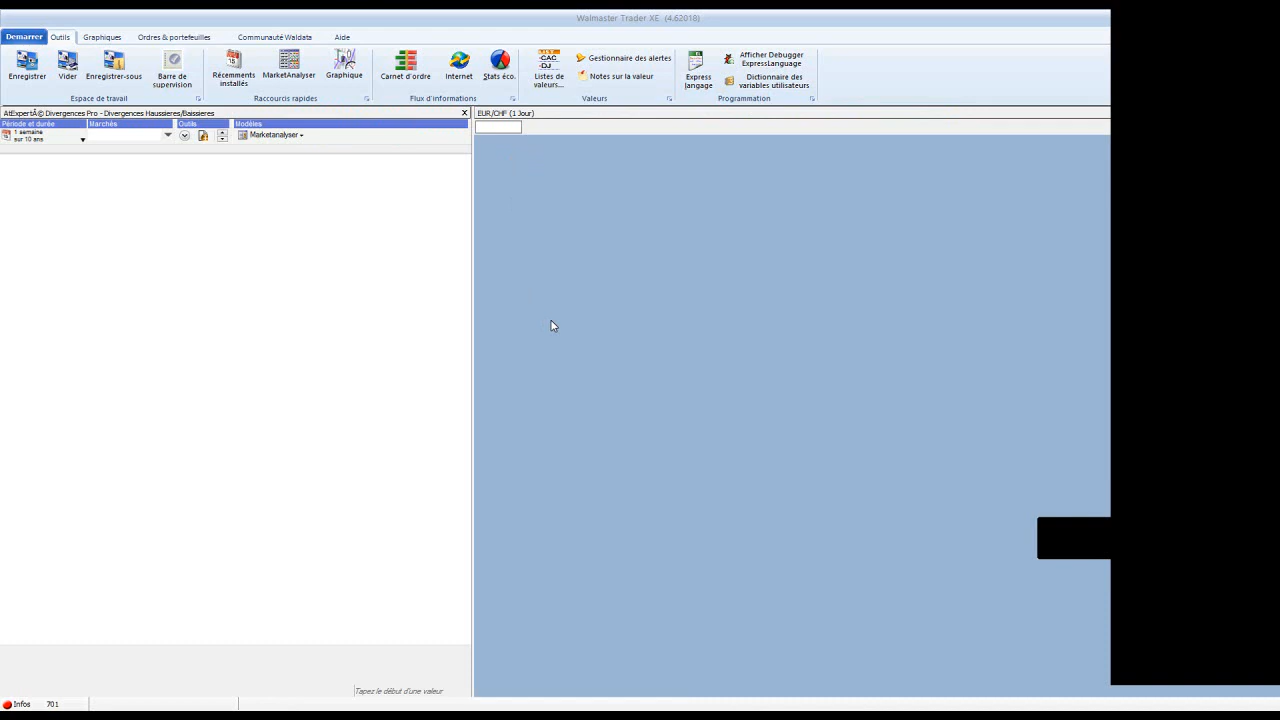 Walmaster Trader XE (4.62018)
Demarrer Outils Graphiques Ordres & portefeuilles Communauté Waldata Aide
Enregistrer Vider Enregistrer-sous Barre de supervision
Espace de travail
Récemments installés MarketAnalyser Graphique
Raccourcis rapides
Carnet d'ordre Internet Stats éco.
Flux d'informations
Listes de valeurs... Gestionnaire des alertes
Notes sur la valeur
Valeurs
Express langage Afficher Debugger ExpressLanguage
Dictionnaire des variables utilisateurs
Programmation
AtExpertÂ© Divergences Pro - Divergences Haussieres/Baissieres
EUR/CHF (1 Jour)
Période et durée Marchés Outils Modèles
1 semaine
sur 10 ans
Marketanalyser
Tapez le début d'une valeur
Infos 701